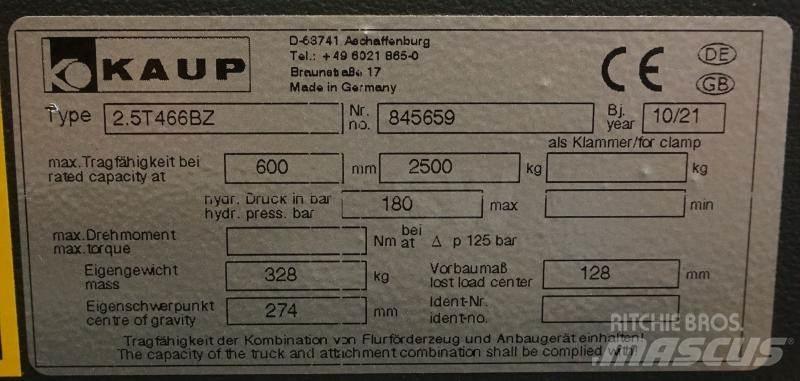 KAUP
D-63741 Aschaffenburg
Tel.: +49 6021 865-0
Braunstraße 17
Made in Germany
CE
DE
GB
Type 2.5T466BZ Nr. no. 845659 Bj. year 10/21
als Klammer/for clamp
max.Tragfähigkeit bei
rated capacity at 600 mm 2500 kg kg
hydr. Druck in bar
hydr. press. bar 180 max min
max.Drehmoment
max.torque Nm bei at Δ p 125 bar
Eigengewicht
mass 328 kg
Vorbaumaß
lost load center 128 mm
Eigenschwerpunkt
centre of gravity 274 mm
Ident-Nr.
ident-no.
Tragfähigkeit der Kombination von Flurförderzeug und Anbaugerät einhalten!
The capacity of the truck and attachment combination shall be complied with!
RITCHIE BROS.
MASCUS